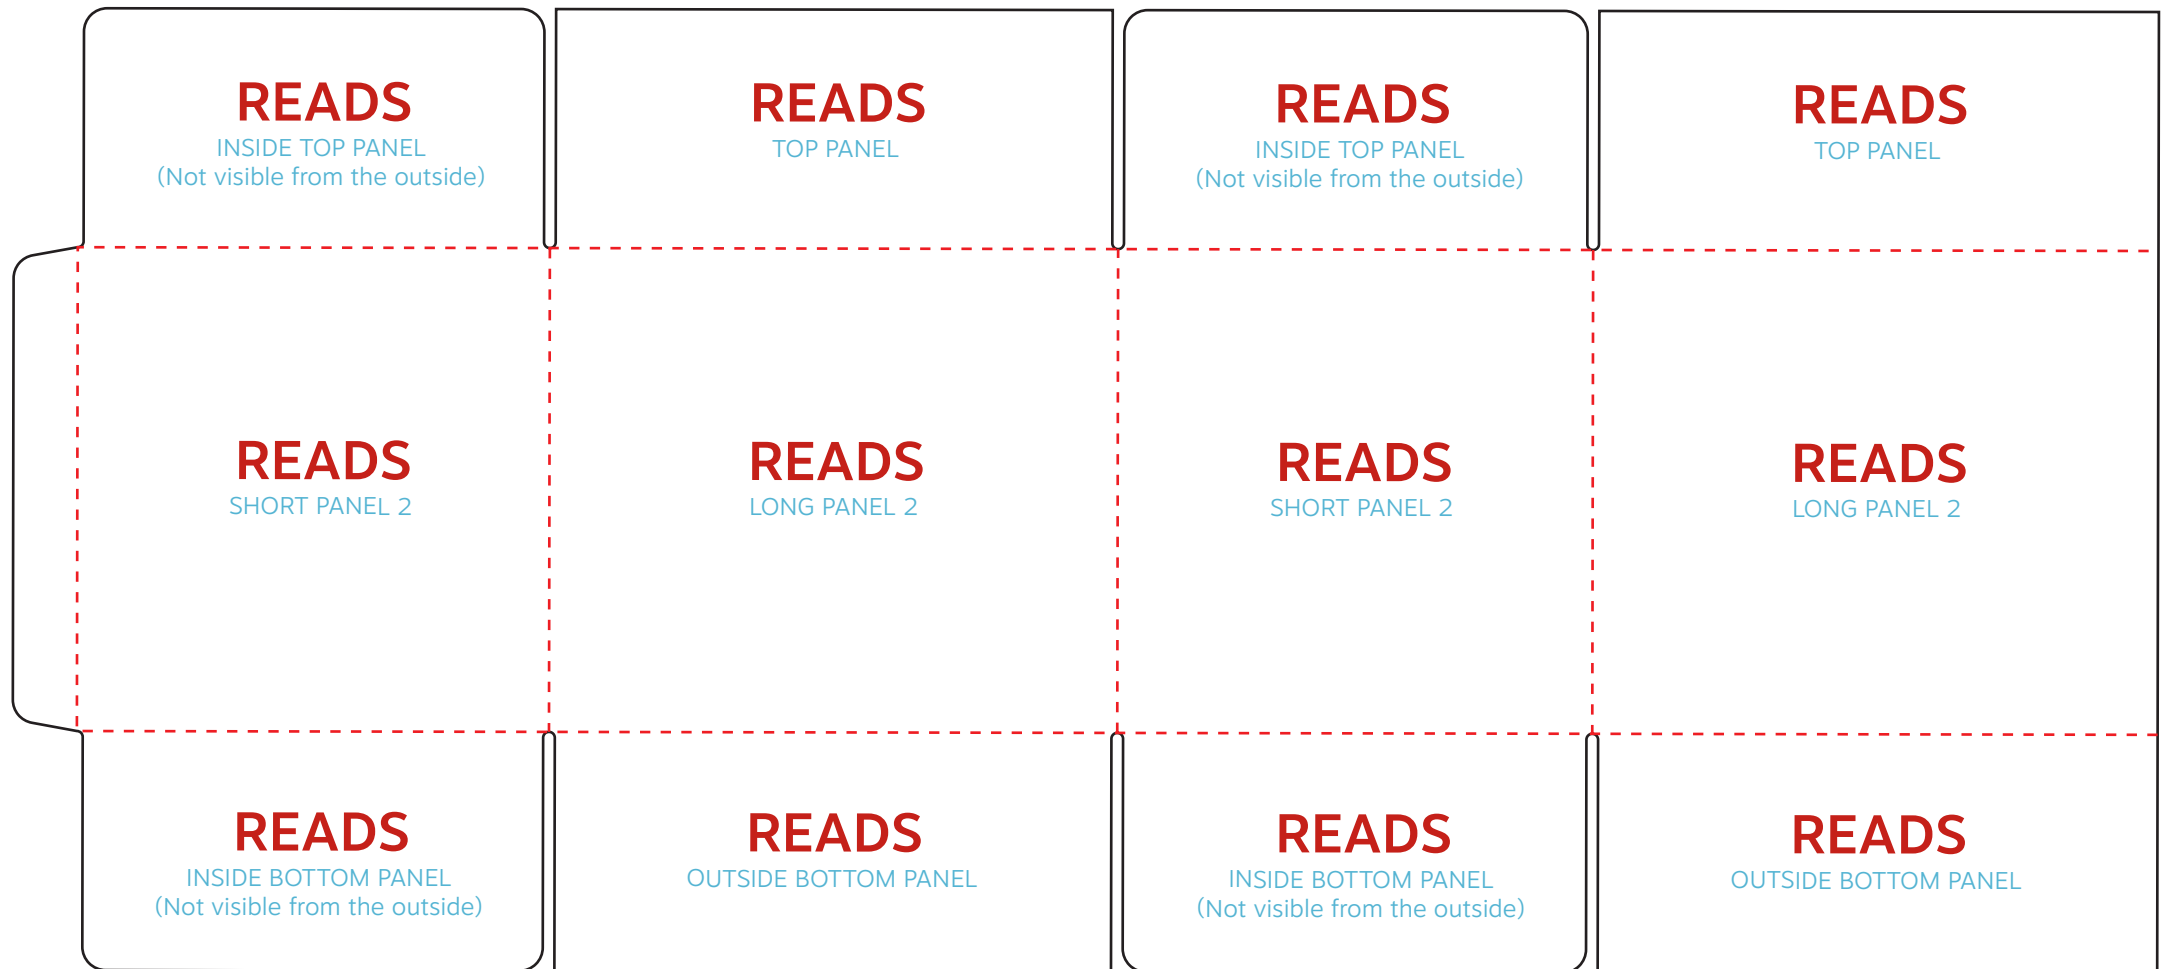 READS
INSIDE TOP PANEL
(Not visible from the outside)
READS
TOP PANEL
READS
INSIDE TOP PANEL
(Not visible from the outside)
READS
TOP PANEL
READS
SHORT PANEL 2
READS
LONG PANEL 2
READS
SHORT PANEL 2
READS
LONG PANEL 2
READS
INSIDE BOTTOM PANEL
(Not visible from the outside)
READS
OUTSIDE BOTTOM PANEL
READS
INSIDE BOTTOM PANEL
(Not visible from the outside)
READS
OUTSIDE BOTTOM PANEL